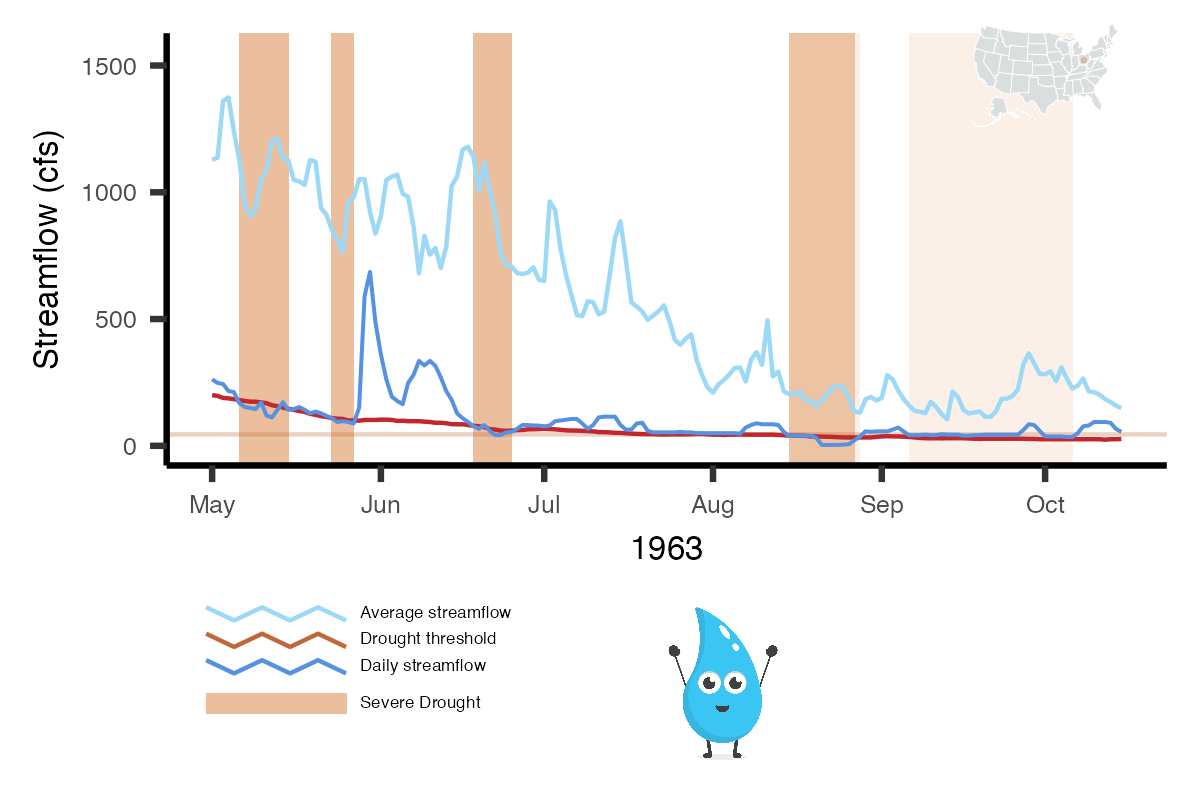 1500
1000
500
0
Streamflow (cfs)
May Jun Jul Aug Sep Oct
1963
Average streamflow
Drought threshold
Daily streamflow
Severe Drought